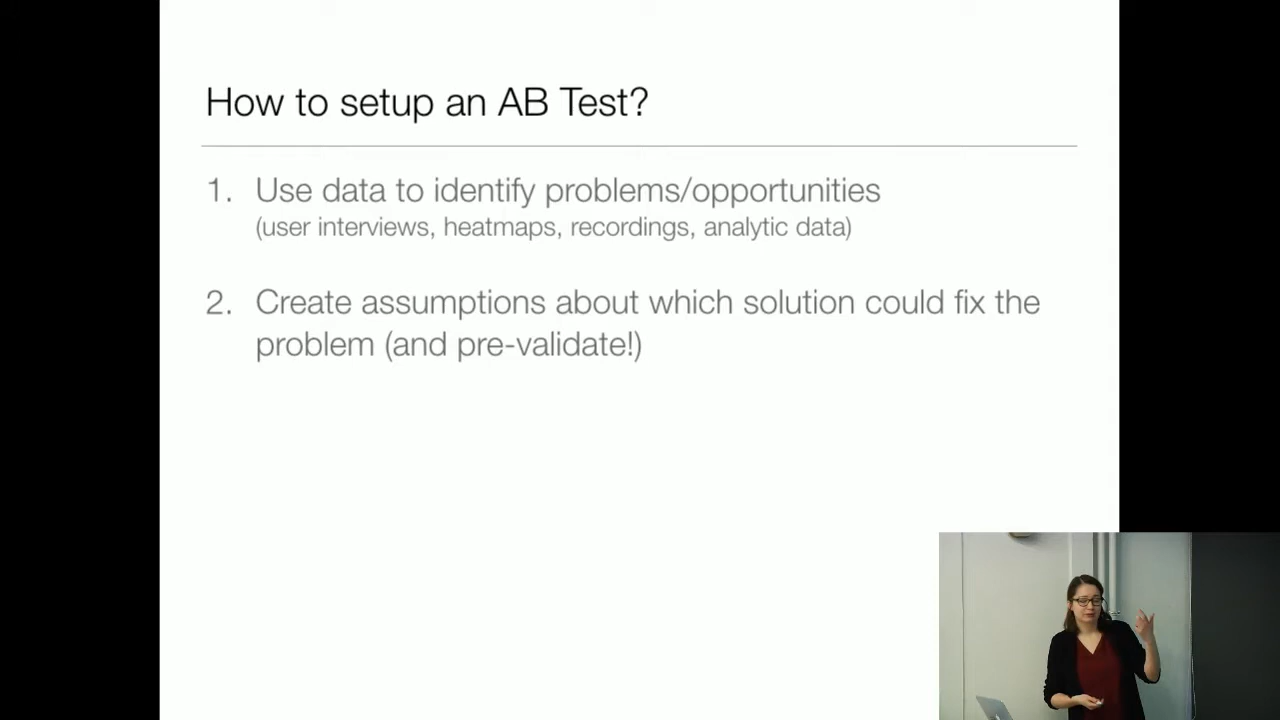 How to setup an AB Test?
1. Use data to identify problems/opportunities
(user interviews, heatmaps, recordings, analytic data)
2. Create assumptions about which solution could fix the
problem (and pre-validate!)